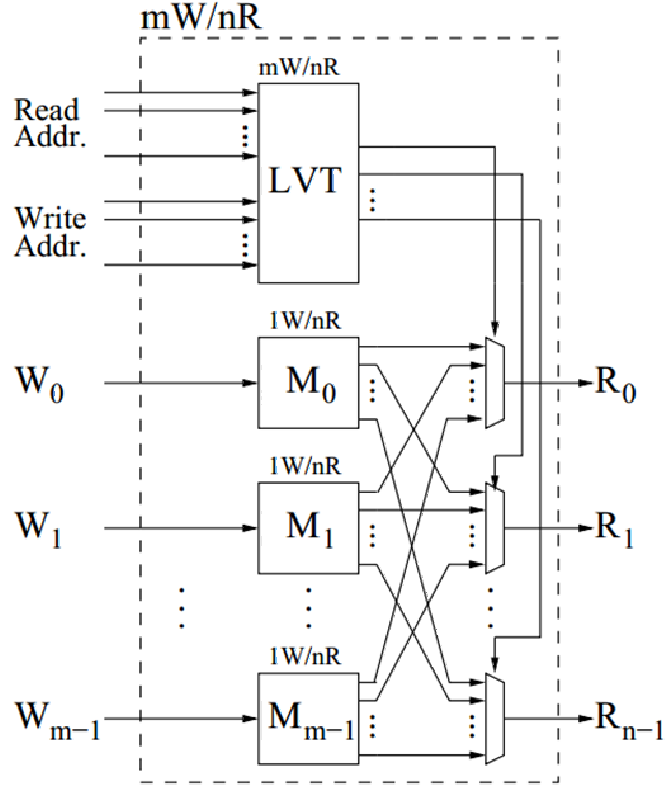 mW/nR
mW/nR
Read
Addr.
LVT
Write
Addr.
1W/nR
W0 M0 R0
1W/nR
W1 M1 R1
1W/nR
Wm−1 Mm−1 Rn−1